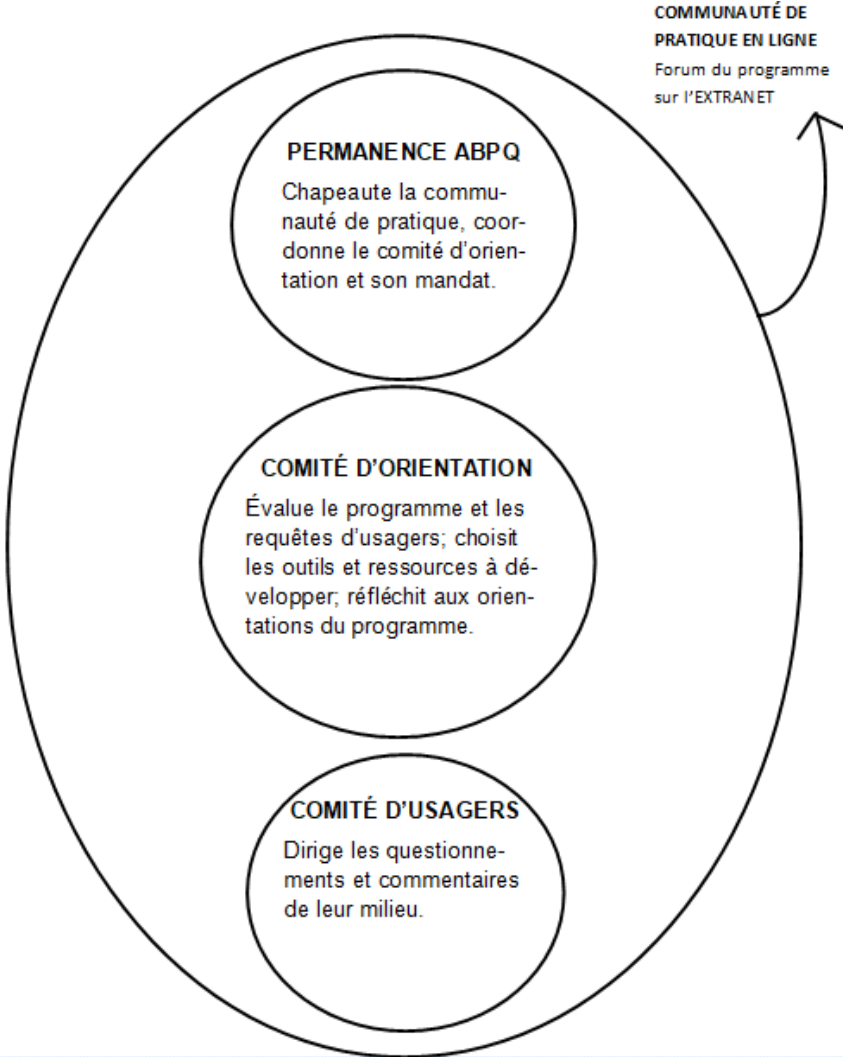 COMMUNAUTÉ DE
PRATIQUE EN LIGNE
Forum du programme
sur l'EXTRANET
PERMANENCE ABPQ
Chapeaute la commu-
nauté de pratique, coor-
donne le comité d'orien-
tation et son mandat.
COMITÉ D'ORIENTATION
Évalue le programme et les
requêtes d'usagers; choisit
les outils et ressources à dé-
velopper; réfléchit aux orien-
tations du programme.
COMITÉ D'USAGERS
Dirige les questionne-
ments et commentaires
de leur milieu.